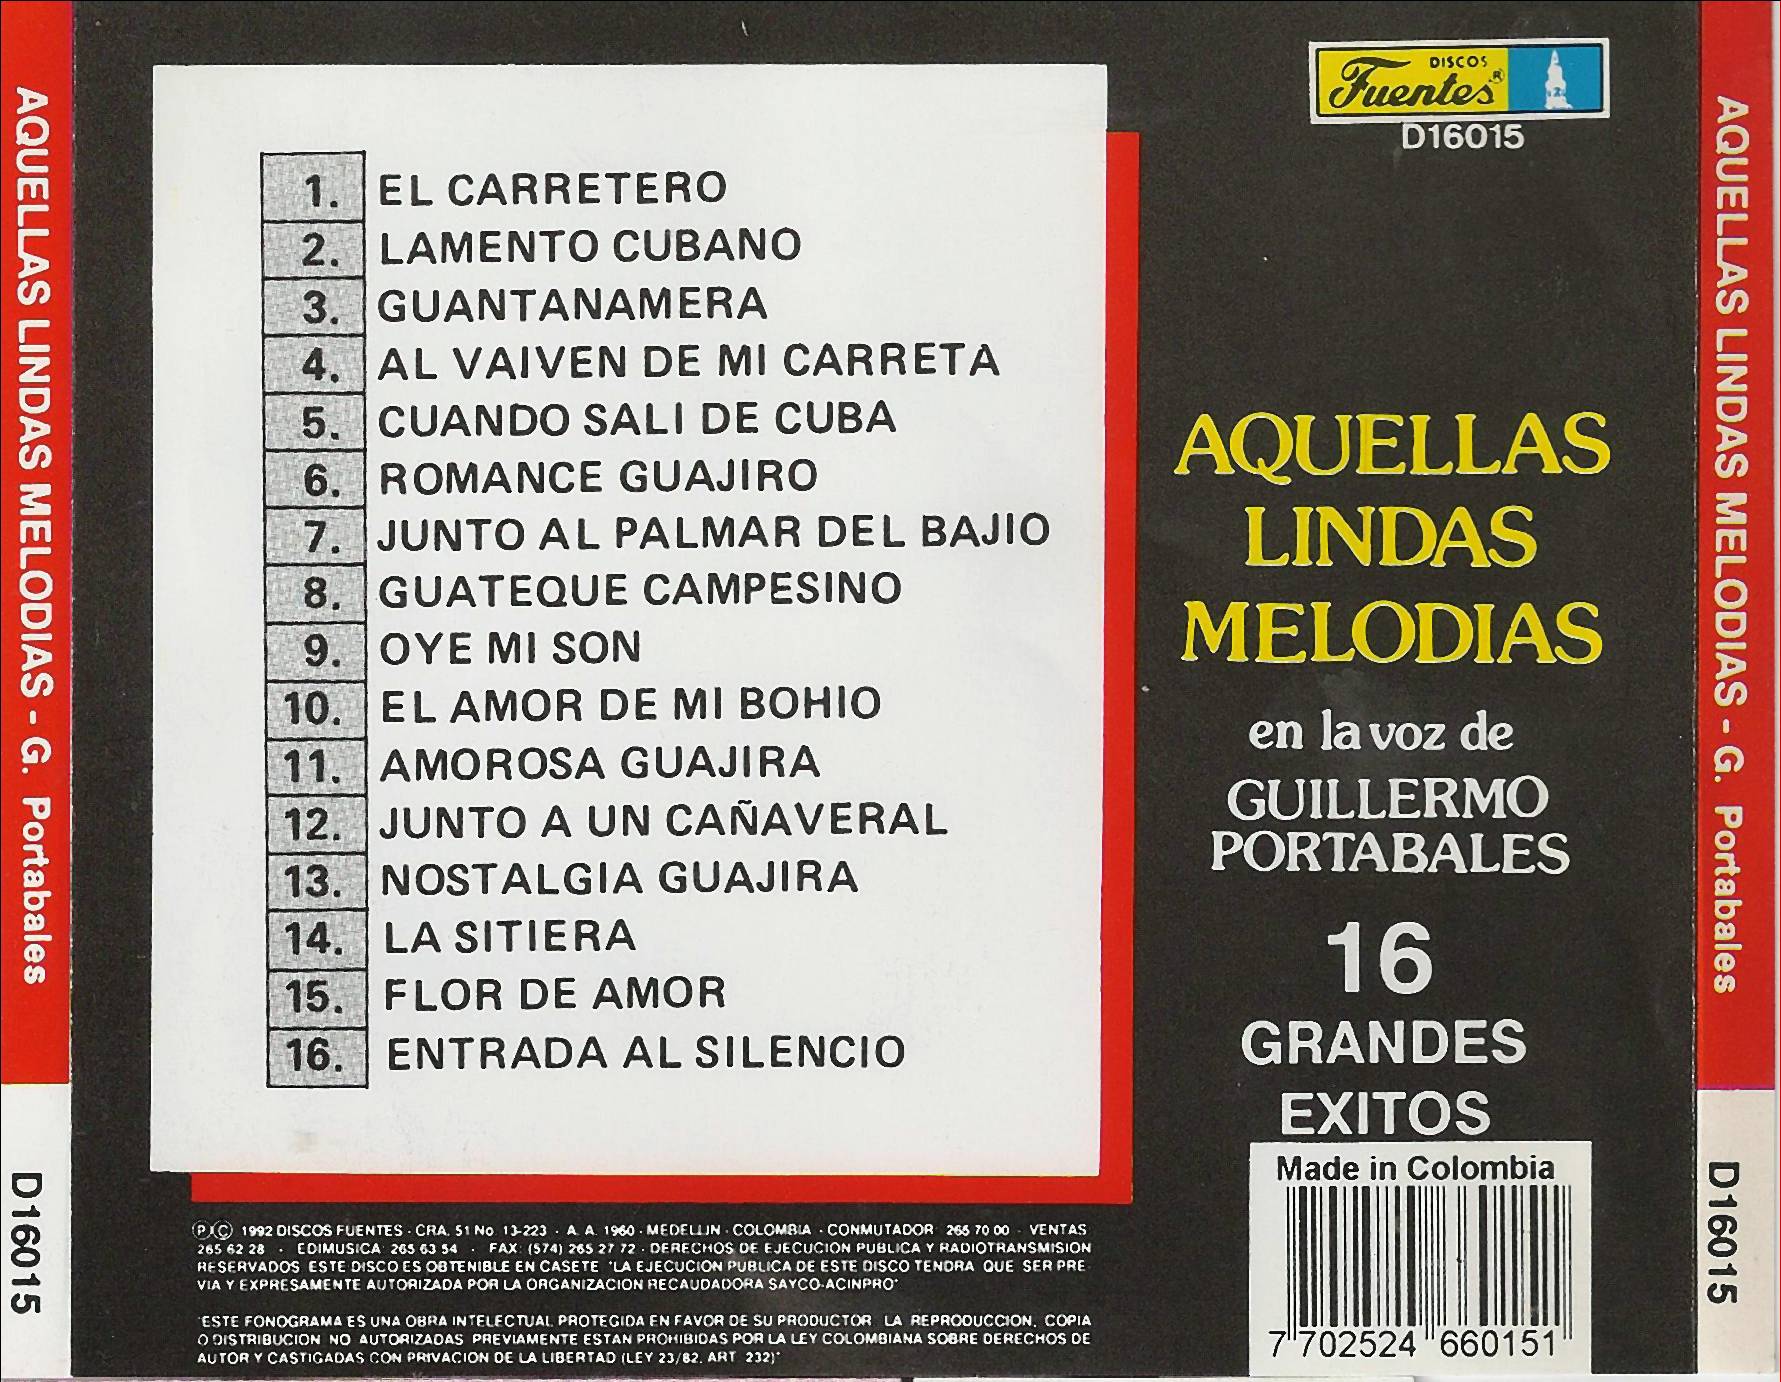 AQUELLAS LINDAS MELODIAS - G. Portabales
D16015
1. EL CARRETERO
2. LAMENTO CUBANO
3. GUANTANAMERA
4. AL VAIVEN DE MI CARRETA
5. CUANDO SALI DE CUBA
6. ROMANCE GUAJIRO
7. JUNTO AL PALMAR DEL BAJIO
8. GUATEQUE CAMPESINO
9. OYE MI SON
10. EL AMOR DE MI BOHIO
11. AMOROSA GUAJIRA
12. JUNTO A UN CAÑAVERAL
13. NOSTALGIA GUAJIRA
14. LA SITIERA
15. FLOR DE AMOR
16. ENTRADA AL SILENCIO
Ⓟ Ⓒ 1992 DISCOS FUENTES · CRA. 51 No 13-223 · A. A. 1960 · MEDELLIN · COLOMBIA · CONMUTADOR: 265 70 00 · VENTAS
265 62 28 · EDIMUSICA: 265 63 54 · FAX: (574) 265 27 72 · DERECHOS DE EJECUCION PUBLICA Y RADIOTRANSMISION
RESERVADOS ESTE DISCO ES OBTENIBLE EN CASETE "LA EJECUCION PUBLICA DE ESTE DISCO TENDRA QUE SER PRE
VIA Y EXPRESAMENTE AUTORIZADA POR LA ORGANIZACION RECAUDADORA SAYCO-ACINPRO"
"ESTE FONOGRAMA ES UNA OBRA INTELECTUAL PROTEGIDA EN FAVOR DE SU PRODUCTOR LA REPRODUCCION, COPIA
O DISTRIBUCION NO AUTORIZADAS PREVIAMENTE ESTAN PROHIBIDAS POR LA LEY COLOMBIANA SOBRE DERECHOS DE
AUTOR Y CASTIGADAS CON PRIVACION DE LA LIBERTAD (LEY 23/82. ART 232)"
DISCOS
Fuentes®
D16015
AQUELLAS
LINDAS
MELODIAS
en la voz de
GUILLERMO
PORTABALES
16
GRANDES
EXITOS
Made in Colombia
7 702524 660151
AQUELLAS LINDAS MELODIAS - G. Portabales
D16015